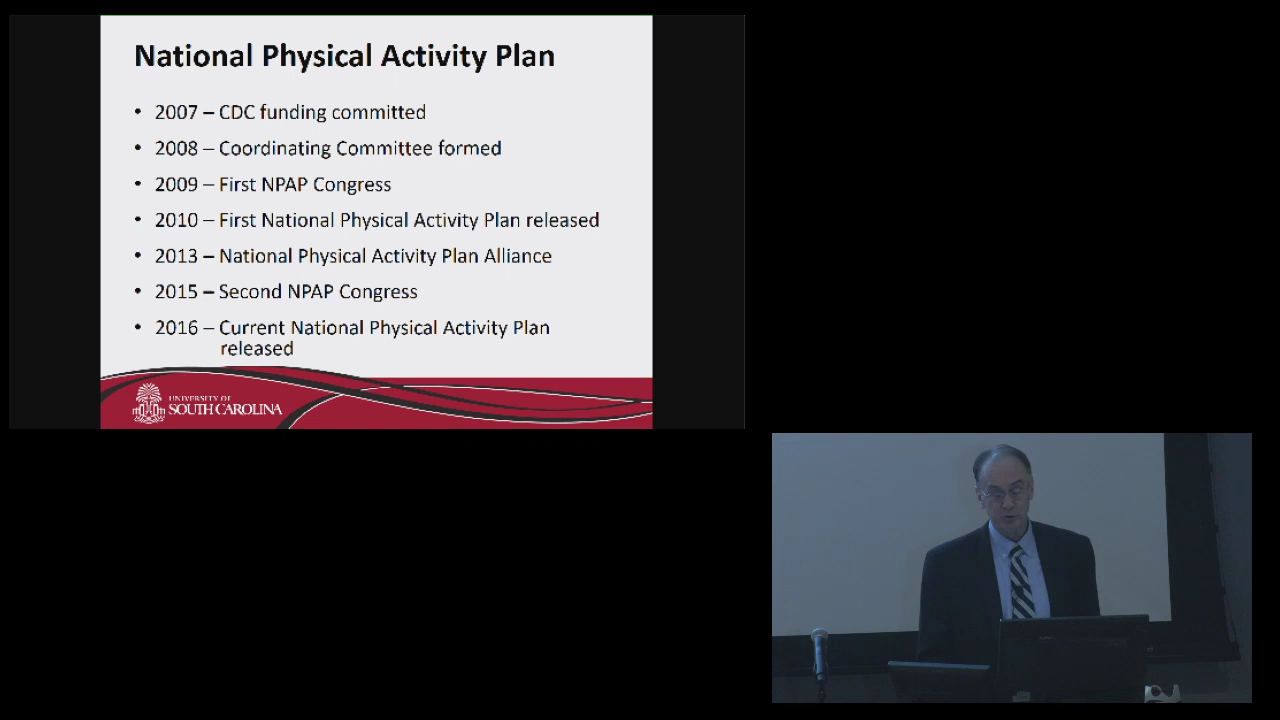 National Physical Activity Plan
• 2007 – CDC funding committed
• 2008 – Coordinating Committee formed
• 2009 – First NPAP Congress
• 2010 – First National Physical Activity Plan released
• 2013 – National Physical Activity Plan Alliance
• 2015 – Second NPAP Congress
• 2016 – Current National Physical Activity Plan
released
UNIVERSITY OF
SOUTH CAROLINA